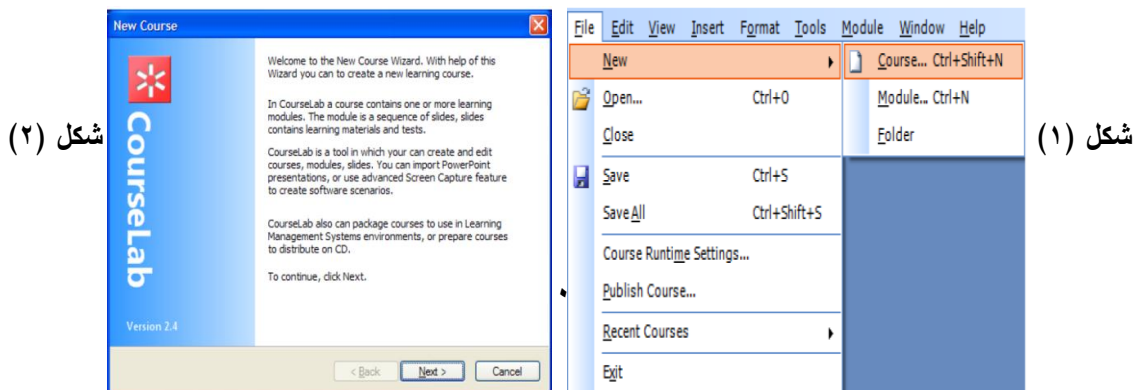 شكل (١)
File Edit View Insert Format Tools Module Window Help
New
Course... Ctrl+Shift+N
Open... Ctrl+O
Module... Ctrl+N
Close
Folder
Save Ctrl+S
Save All Ctrl+Shift+S
Course Runtime Settings...
Publish Course...
Recent Courses
Exit
شكل (٢)
New Course
CourseLab
Version 2.4
Welcome to the New Course Wizard. With help of this
Wizard you can to create a new learning course.
In CourseLab a course contains one or more learning
modules. The module is a sequence of slides, slides
contains learning materials and tests.
CourseLab is a tool in which your can create and edit
courses, modules, slides. You can import PowerPoint
presentations, or use advanced Screen Capture feature
to create software scenarios.
CourseLab also can package courses to use in Learning
Management Systems environments, or prepare courses
to distribute on CD.
To continue, click Next.
< Back Next > Cancel
.